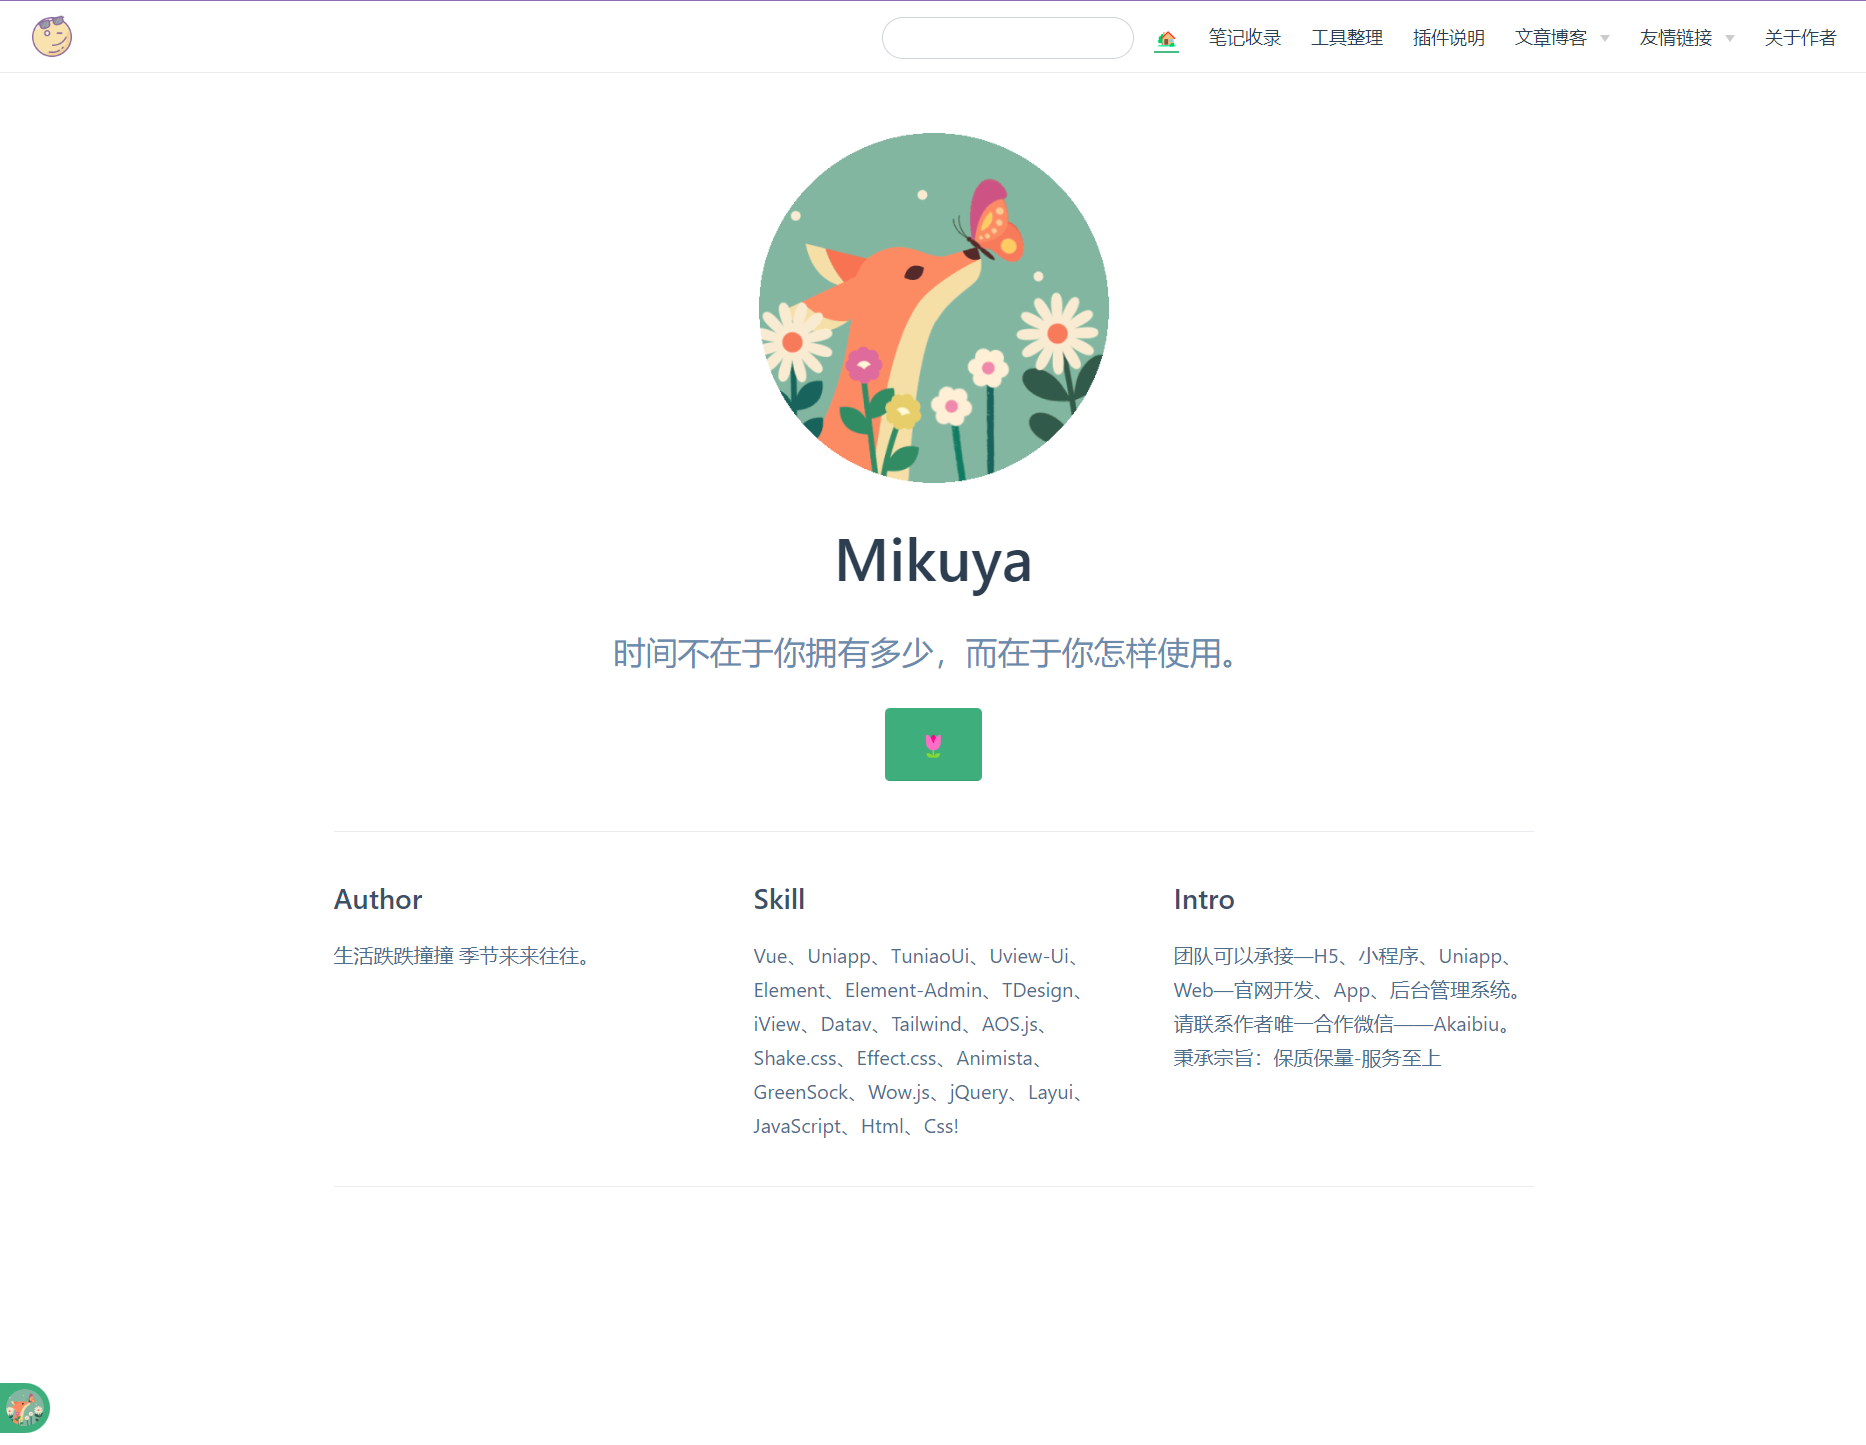 笔记收录 工具整理 插件说明 文章博客 友情链接 关于作者
Mikuya
时间不在于你拥有多少，而在于你怎样使用。
Author
生活跌跌撞撞 季节来来往往。
Skill
Vue、Uniapp、TuniaoUi、Uview-Ui、
Element、Element-Admin、TDesign、
iView、Datav、Tailwind、AOS.js、
Shake.css、Effect.css、Animista、
GreenSock、Wow.js、jQuery、Layui、
JavaScript、Html、Css!
Intro
团队可以承接—H5、小程序、Uniapp、
Web—官网开发、App、后台管理系统。
请联系作者唯一合作微信——Akaibiu。
秉承宗旨：保质保量-服务至上